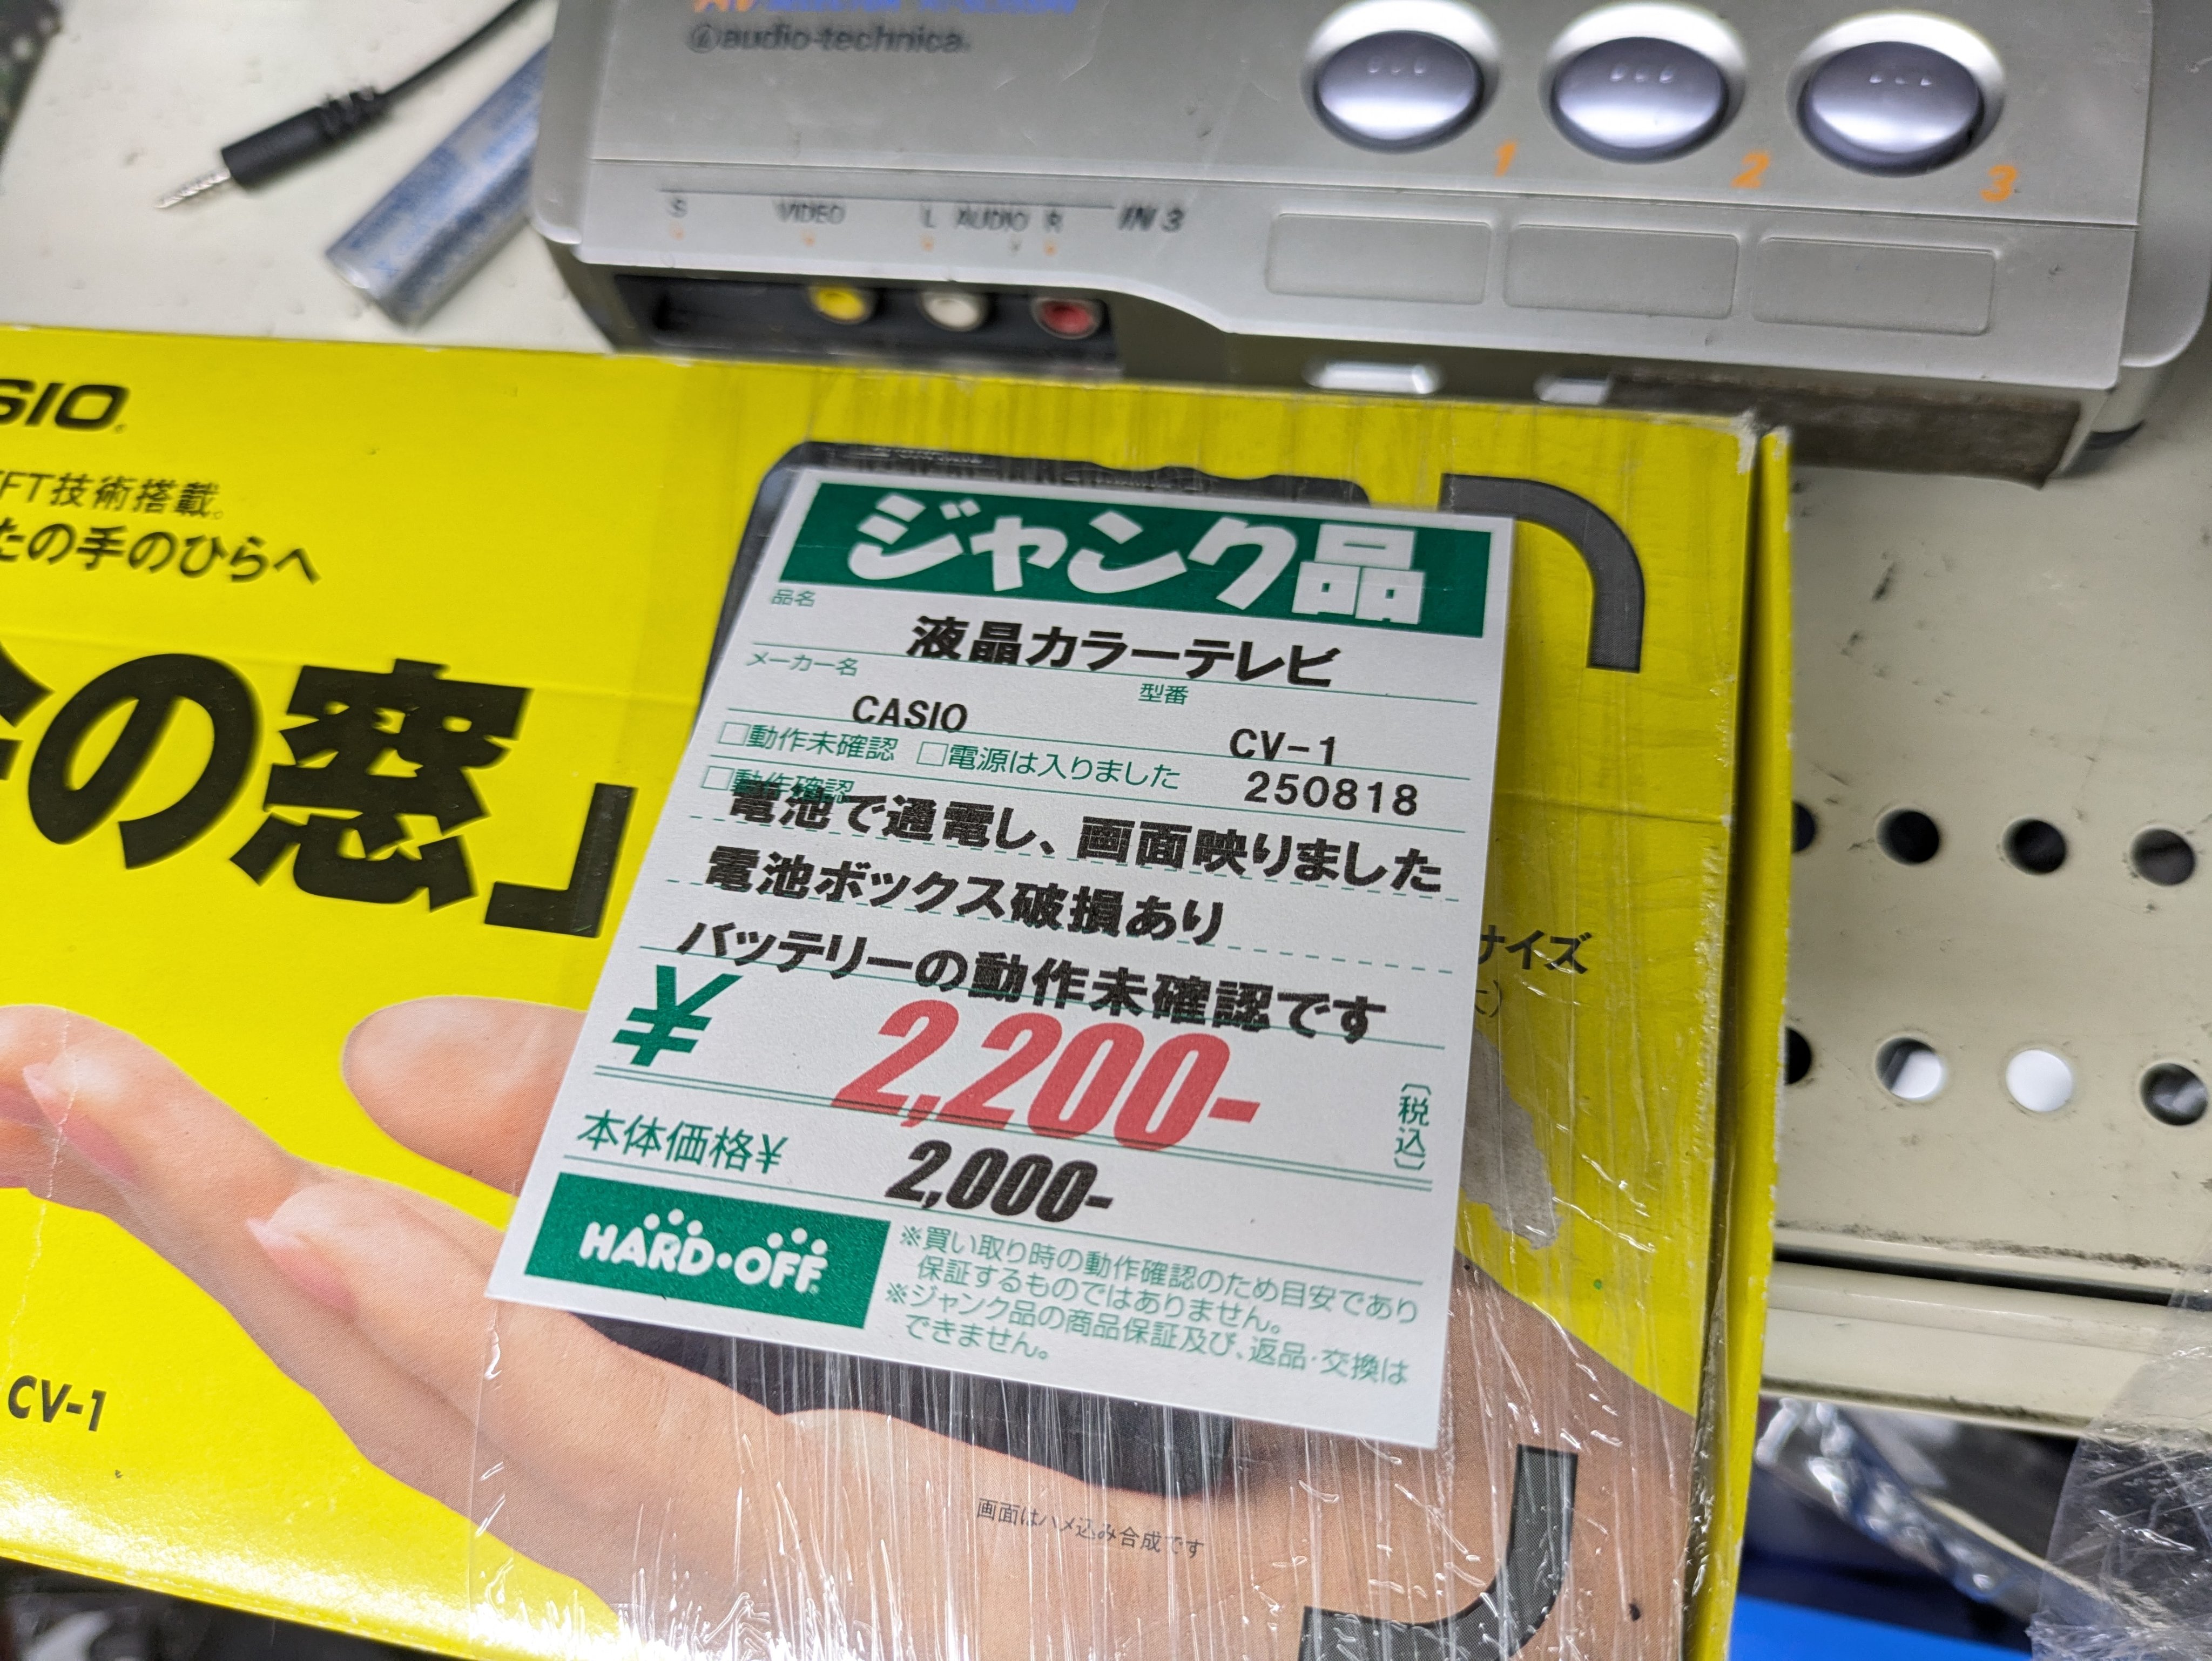 audio-technica.
1
2
3
S VIDEO L AUDIO R IN 3
SIO
FT技術搭載。
たの手のひらへ
の窓」
サイズ
CV-1
画面はハメ込み合成です
ジャンク品
品名
液晶カラーテレビ
メーカー名
型番
CASIO
CV-1
□動作未確認 □電源は入りました
250818
□動作確認
電池で通電し、画面映りました
電池ボックス破損あり
バッテリーの動作未確認です
¥ 2,200-
〔税込〕
本体価格¥ 2,000-
HARD・OFF
※買い取り時の動作確認のため目安であり
保証するものではありません。
※ジャンク品の商品保証及び、返品・交換は
できません。